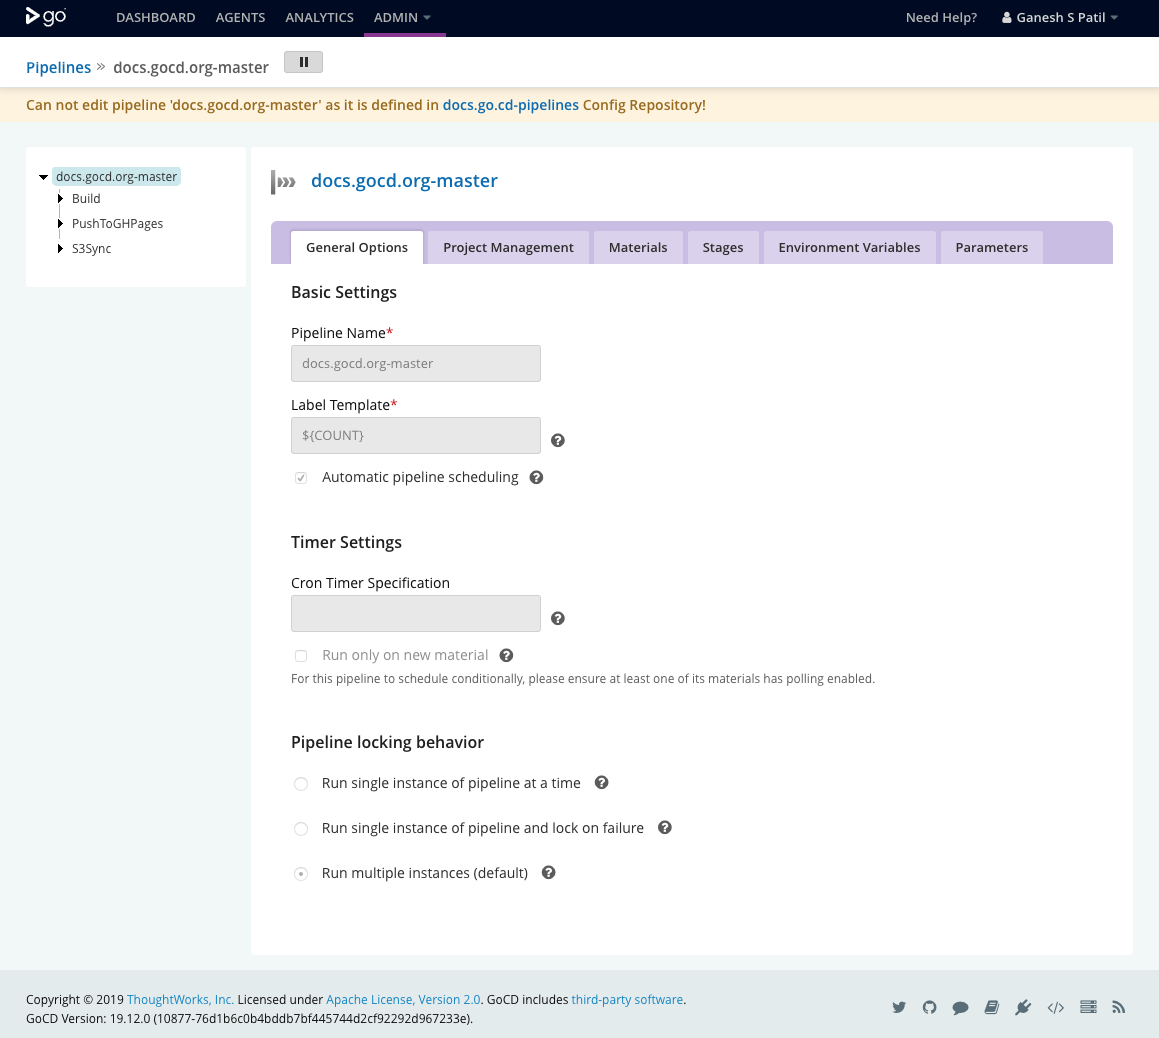 go
DASHBOARD AGENTS ANALYTICS ADMIN Need Help? Ganesh S Patil
Pipelines » docs.gocd.org-master
Can not edit pipeline 'docs.gocd.org-master' as it is defined in docs.go.cd-pipelines Config Repository!
docs.gocd.org-master
Build
PushToGHPages
S3Sync
docs.gocd.org-master
General Options Project Management Materials Stages Environment Variables Parameters
Basic Settings
Pipeline Name*
docs.gocd.org-master
Label Template*
${COUNT}
Automatic pipeline scheduling
Timer Settings
Cron Timer Specification
Run only on new material
For this pipeline to schedule conditionally, please ensure at least one of its materials has polling enabled.
Pipeline locking behavior
Run single instance of pipeline at a time
Run single instance of pipeline and lock on failure
Run multiple instances (default)
Copyright © 2019 ThoughtWorks, Inc. Licensed under Apache License, Version 2.0. GoCD includes third-party software.
GoCD Version: 19.12.0 (10877-76d1b6c0b4bddb7bf445744d2cf92292d967233e).